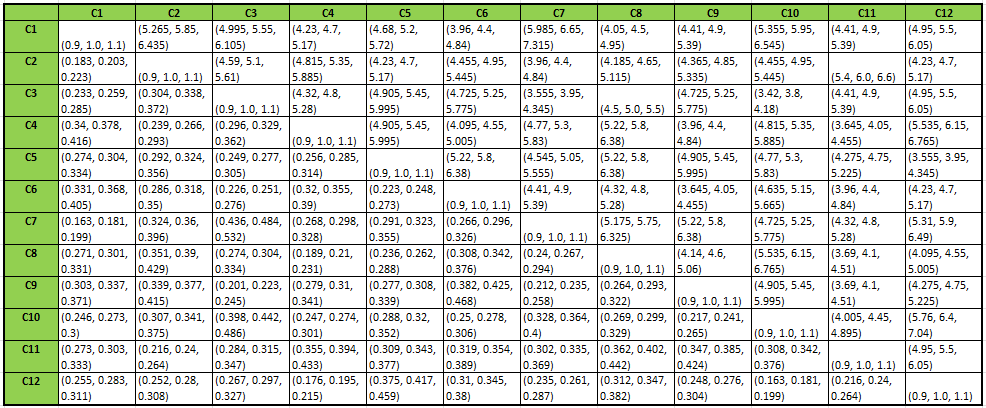 C1 C2 C3 C4 C5 C6 C7 C8 C9 C10 C11 C12
C1 (0.9, 1.0, 1.1) (5.265, 5.85, 6.435) (4.995, 5.55, 6.105) (4.23, 4.7, 5.17) (4.68, 5.2, 5.72) (3.96, 4.4, 4.84) (5.985, 6.65, 7.315) (4.05, 4.5, 4.95) (4.41, 4.9, 5.39) (5.355, 5.95, 6.545) (4.41, 4.9, 5.39) (4.95, 5.5, 6.05)
C2 (0.183, 0.203, 0.223) (0.9, 1.0, 1.1) (4.59, 5.1, 5.61) (4.815, 5.35, 5.885) (4.23, 4.7, 5.17) (4.455, 4.95, 5.445) (3.96, 4.4, 4.84) (4.185, 4.65, 5.115) (4.365, 4.85, 5.335) (4.455, 4.95, 5.445) (5.4, 6.0, 6.6) (4.23, 4.7, 5.17)
C3 (0.233, 0.259, 0.285) (0.304, 0.338, 0.372) (0.9, 1.0, 1.1) (4.32, 4.8, 5.28) (4.905, 5.45, 5.995) (4.725, 5.25, 5.775) (3.555, 3.95, 4.345) (4.5, 5.0, 5.5) (4.725, 5.25, 5.775) (3.42, 3.8, 4.18) (4.41, 4.9, 5.39) (4.95, 5.5, 6.05)
C4 (0.34, 0.378, 0.416) (0.239, 0.266, 0.293) (0.296, 0.329, 0.362) (0.9, 1.0, 1.1) (4.905, 5.45, 5.995) (4.095, 4.55, 5.005) (4.77, 5.3, 5.83) (5.22, 5.8, 6.38) (3.96, 4.4, 4.84) (4.815, 5.35, 5.885) (3.645, 4.05, 4.455) (5.535, 6.15, 6.765)
C5 (0.274, 0.304, 0.334) (0.292, 0.324, 0.356) (0.249, 0.277, 0.305) (0.256, 0.285, 0.314) (0.9, 1.0, 1.1) (5.22, 5.8, 6.38) (4.545, 5.05, 5.555) (5.22, 5.8, 6.38) (4.905, 5.45, 5.995) (4.77, 5.3, 5.83) (4.275, 4.75, 5.225) (3.555, 3.95, 4.345)
C6 (0.331, 0.368, 0.405) (0.286, 0.318, 0.35) (0.226, 0.251, 0.276) (0.32, 0.355, 0.39) (0.223, 0.248, 0.273) (0.9, 1.0, 1.1) (4.41, 4.9, 5.39) (4.32, 4.8, 5.28) (3.645, 4.05, 4.455) (4.635, 5.15, 5.665) (3.96, 4.4, 4.84) (4.23, 4.7, 5.17)
C7 (0.163, 0.181, 0.199) (0.324, 0.36, 0.396) (0.436, 0.484, 0.532) (0.268, 0.298, 0.328) (0.291, 0.323, 0.355) (0.266, 0.296, 0.326) (0.9, 1.0, 1.1) (5.175, 5.75, 6.325) (5.22, 5.8, 6.38) (4.725, 5.25, 5.775) (4.32, 4.8, 5.28) (5.31, 5.9, 6.49)
C8 (0.271, 0.301, 0.331) (0.351, 0.39, 0.429) (0.274, 0.304, 0.334) (0.189, 0.21, 0.231) (0.236, 0.262, 0.288) (0.308, 0.342, 0.376) (0.24, 0.267, 0.294) (0.9, 1.0, 1.1) (4.14, 4.6, 5.06) (5.535, 6.15, 6.765) (3.69, 4.1, 4.51) (4.095, 4.55, 5.005)
C9 (0.303, 0.337, 0.371) (0.339, 0.377, 0.415) (0.201, 0.223, 0.245) (0.279, 0.31, 0.341) (0.277, 0.308, 0.339) (0.382, 0.425, 0.468) (0.212, 0.235, 0.258) (0.264, 0.293, 0.322) (0.9, 1.0, 1.1) (4.905, 5.45, 5.995) (3.69, 4.1, 4.51) (4.275, 4.75, 5.225)
C10 (0.246, 0.273, 0.3) (0.307, 0.341, 0.375) (0.398, 0.442, 0.486) (0.247, 0.274, 0.301) (0.288, 0.32, 0.352) (0.25, 0.278, 0.306) (0.328, 0.364, 0.4) (0.269, 0.299, 0.329) (0.217, 0.241, 0.265) (0.9, 1.0, 1.1) (4.005, 4.45, 4.895) (5.76, 6.4, 7.04)
C11 (0.273, 0.303, 0.333) (0.216, 0.24, 0.264) (0.284, 0.315, 0.347) (0.355, 0.394, 0.433) (0.309, 0.343, 0.377) (0.319, 0.354, 0.389) (0.302, 0.335, 0.369) (0.362, 0.402, 0.442) (0.347, 0.385, 0.424) (0.308, 0.342, 0.376) (0.9, 1.0, 1.1) (4.95, 5.5, 6.05)
C12 (0.255, 0.283, 0.311) (0.252, 0.28, 0.308) (0.267, 0.297, 0.327) (0.176, 0.195, 0.215) (0.375, 0.417, 0.459) (0.31, 0.345, 0.38) (0.235, 0.261, 0.287) (0.312, 0.347, 0.382) (0.248, 0.276, 0.304) (0.163, 0.181, 0.199) (0.216, 0.24, 0.264) (0.9, 1.0, 1.1)